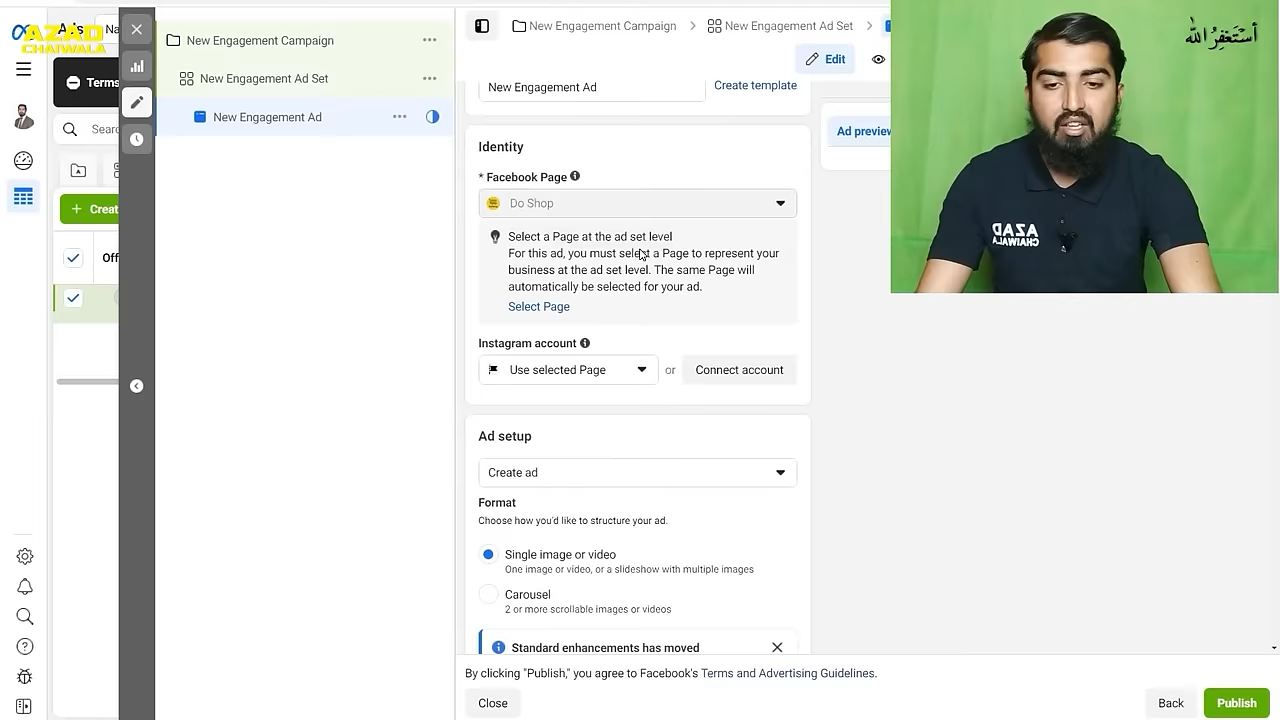 Ads
Na
AZAD
CHAIWALA
Terms
Searc
Creat
Off
New Engagement Campaign
New Engagement Ad Set
New Engagement Ad
New Engagement Campaign
New Engagement Ad Set
Edit
New Engagement Ad
Create template
Ad preview
Identity
* Facebook Page
Do Shop
Select a Page at the ad set level
For this ad, you must select a Page to represent your
business at the ad set level. The same Page will
automatically be selected for your ad.
Select Page
Instagram account
Use selected Page
or
Connect account
Ad setup
Create ad
Format
Choose how you'd like to structure your ad.
Single image or video
One image or video, or a slideshow with multiple images
Carousel
2 or more scrollable images or videos
Standard enhancements has moved
By clicking "Publish," you agree to Facebook's Terms and Advertising Guidelines.
Close
Back
Publish
أستغفر الله
AZAD
CHAIWALA